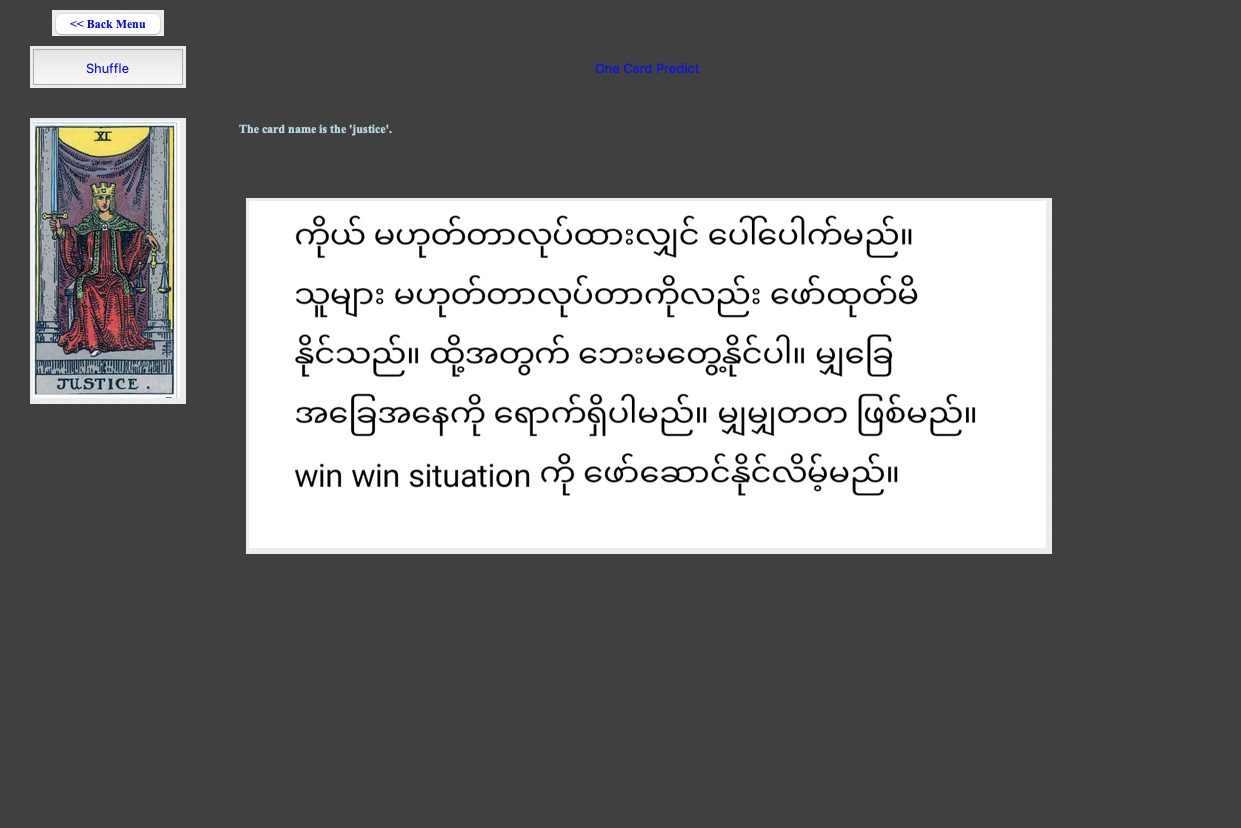 << Back Menu
Shuffle
One Card Predict
The card name is the 'justice'.
XI
JUSTICE .
ကိုယ် မဟုတ်တာလုပ်ထားလျှင် ပေါ်ပေါက်မည်။
သူများ မဟုတ်တာလုပ်တာကိုလည်း ဖော်ထုတ်မိ
နိုင်သည်။ ထို့အတွက် ဘေးမတွေ့နိုင်ပါ။ မျှခြေ
အခြေအနေကို ရောက်ရှိပါမည်။ မျှမျှတတ ဖြစ်မည်။
win win situation ကို ဖော်ဆောင်နိုင်လိမ့်မည်။